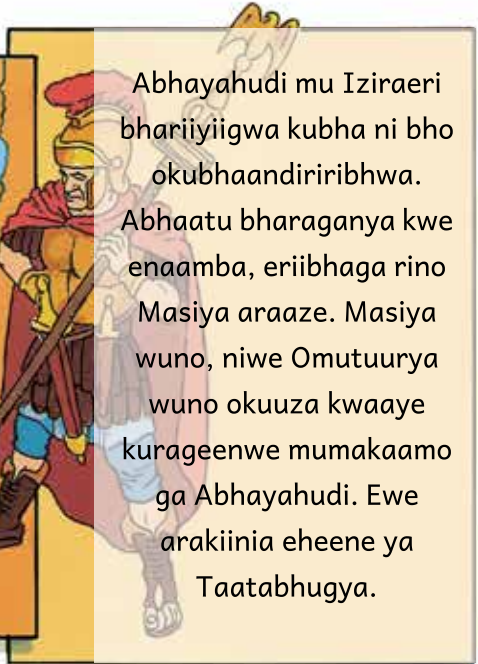 Abhayahudi mu Iziraeri
bhariiyiigwa kubha ni bho
okubhaandiriribhwa.
Abhaatu bharaganya kwe
enaamba, eriibhaga rino
Masiya araaze. Masiya
wuno, niwe Omutuurya
wuno okuuza kwaaye
kurageenwe mumakaamo
ga Abhayahudi. Ewe
arakiinia eheene ya
Taatabhugya.